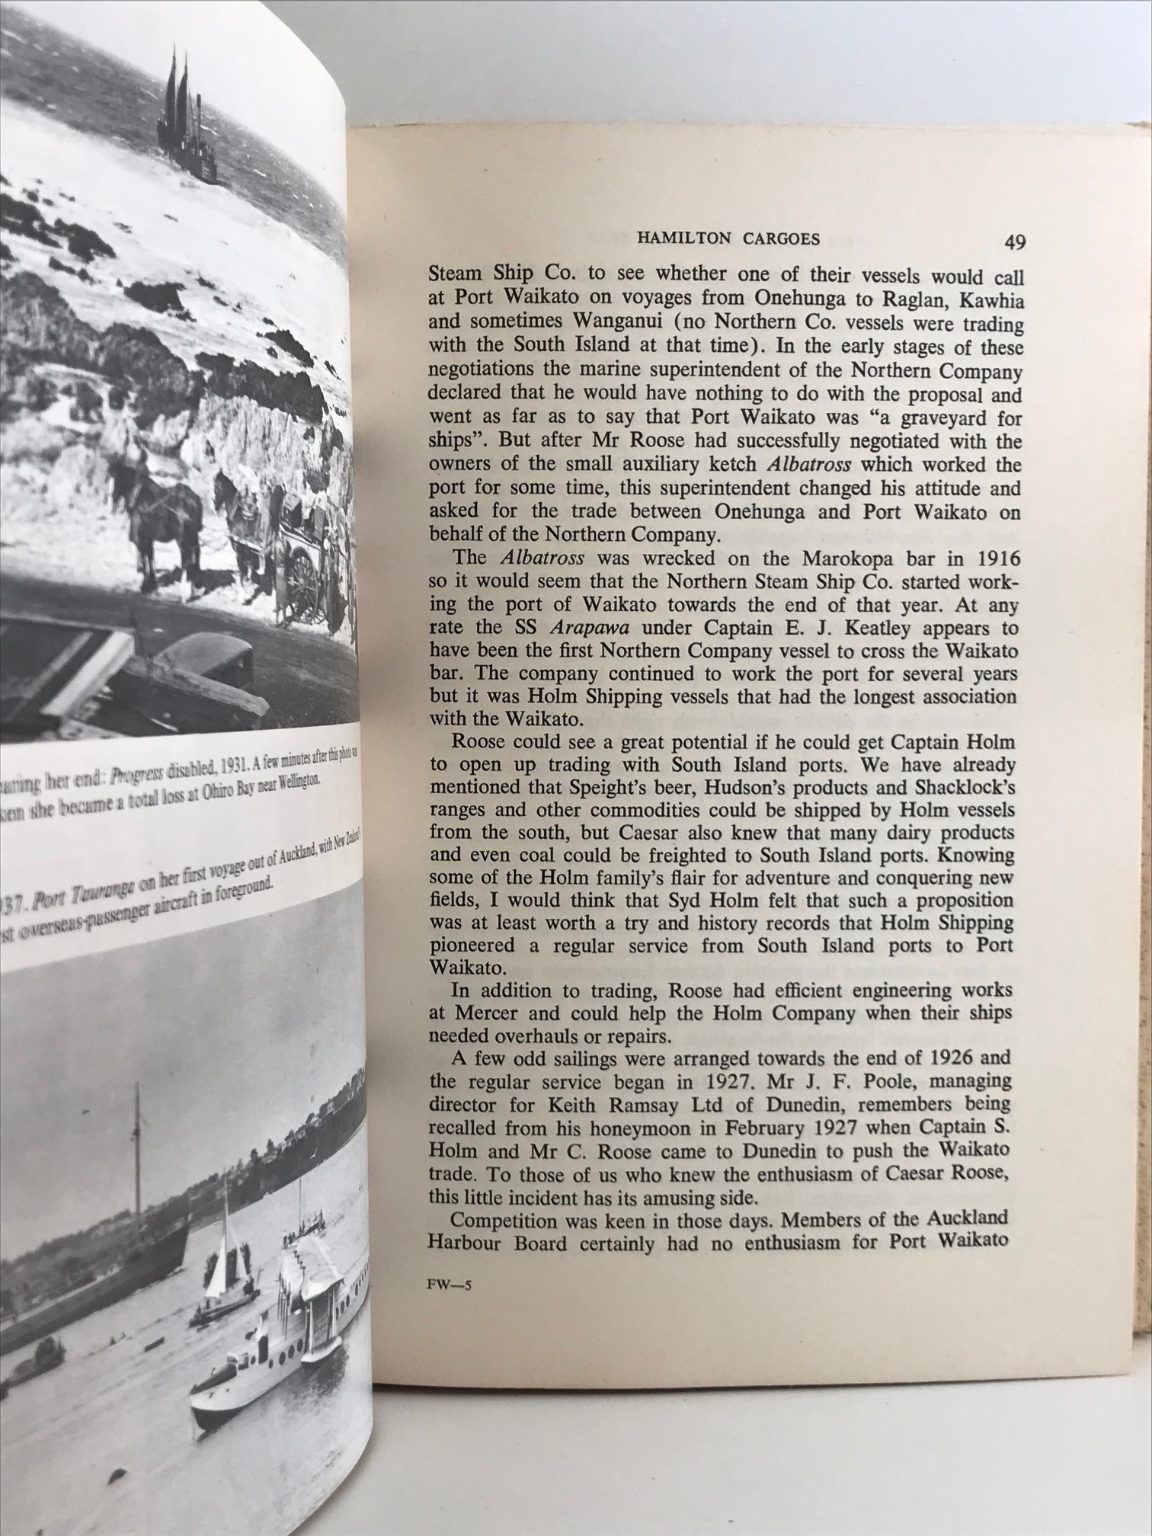 earing her end: Progress disabled, 1931. A few minutes after this photo
she became a total loss at Ohiro Bay near Wellington.
37. Port Tauranga on her first voyage out of Auckland, with New
overseas-passenger aircraft in foreground.
HAMILTON CARGOES 49
Steam Ship Co. to see whether one of their vessels would call
at Port Waikato on voyages from Onehunga to Raglan, Kawhia
and sometimes Wanganui (no Northern Co. vessels were trading
with the South Island at that time). In the early stages of these
negotiations the marine superintendent of the Northern Company
declared that he would have nothing to do with the proposal and
went as far as to say that Port Waikato was “a graveyard for
ships”. But after Mr Roose had successfully negotiated with the
owners of the small auxiliary ketch Albatross which worked the
port for some time, this superintendent changed his attitude and
asked for the trade between Onehunga and Port Waikato on
behalf of the Northern Company.
The Albatross was wrecked on the Marokopa bar in 1916
so it would seem that the Northern Steam Ship Co. started work-
ing the port of Waikato towards the end of that year. At any
rate the SS Arapawa under Captain E. J. Keatley appears to
have been the first Northern Company vessel to cross the Waikato
bar. The company continued to work the port for several years
but it was Holm Shipping vessels that had the longest association
with the Waikato.
Roose could see a great potential if he could get Captain Holm
to open up trading with South Island ports. We have already
mentioned that Speight’s beer, Hudson’s products and Shacklock’s
ranges and other commodities could be shipped by Holm vessels
from the south, but Caesar also knew that many dairy products
and even coal could be freighted to South Island ports. Knowing
some of the Holm family’s flair for adventure and conquering new
fields, I would think that Syd Holm felt that such a proposition
was at least worth a try and history records that Holm Shipping
pioneered a regular service from South Island ports to Port
Waikato.
In addition to trading, Roose had efficient engineering works
at Mercer and could help the Holm Company when their ships
needed overhauls or repairs.
A few odd sailings were arranged towards the end of 1926 and
the regular service began in 1927. Mr J. F. Poole, managing
director for Keith Ramsay Ltd of Dunedin, remembers being
recalled from his honeymoon in February 1927 when Captain S.
Holm and Mr C. Roose came to Dunedin to push the Waikato
trade. To those of us who knew the enthusiasm of Caesar Roose,
this little incident has its amusing side.
Competition was keen in those days. Members of the Auckland
Harbour Board certainly had no enthusiasm for Port Waikato
FW—5